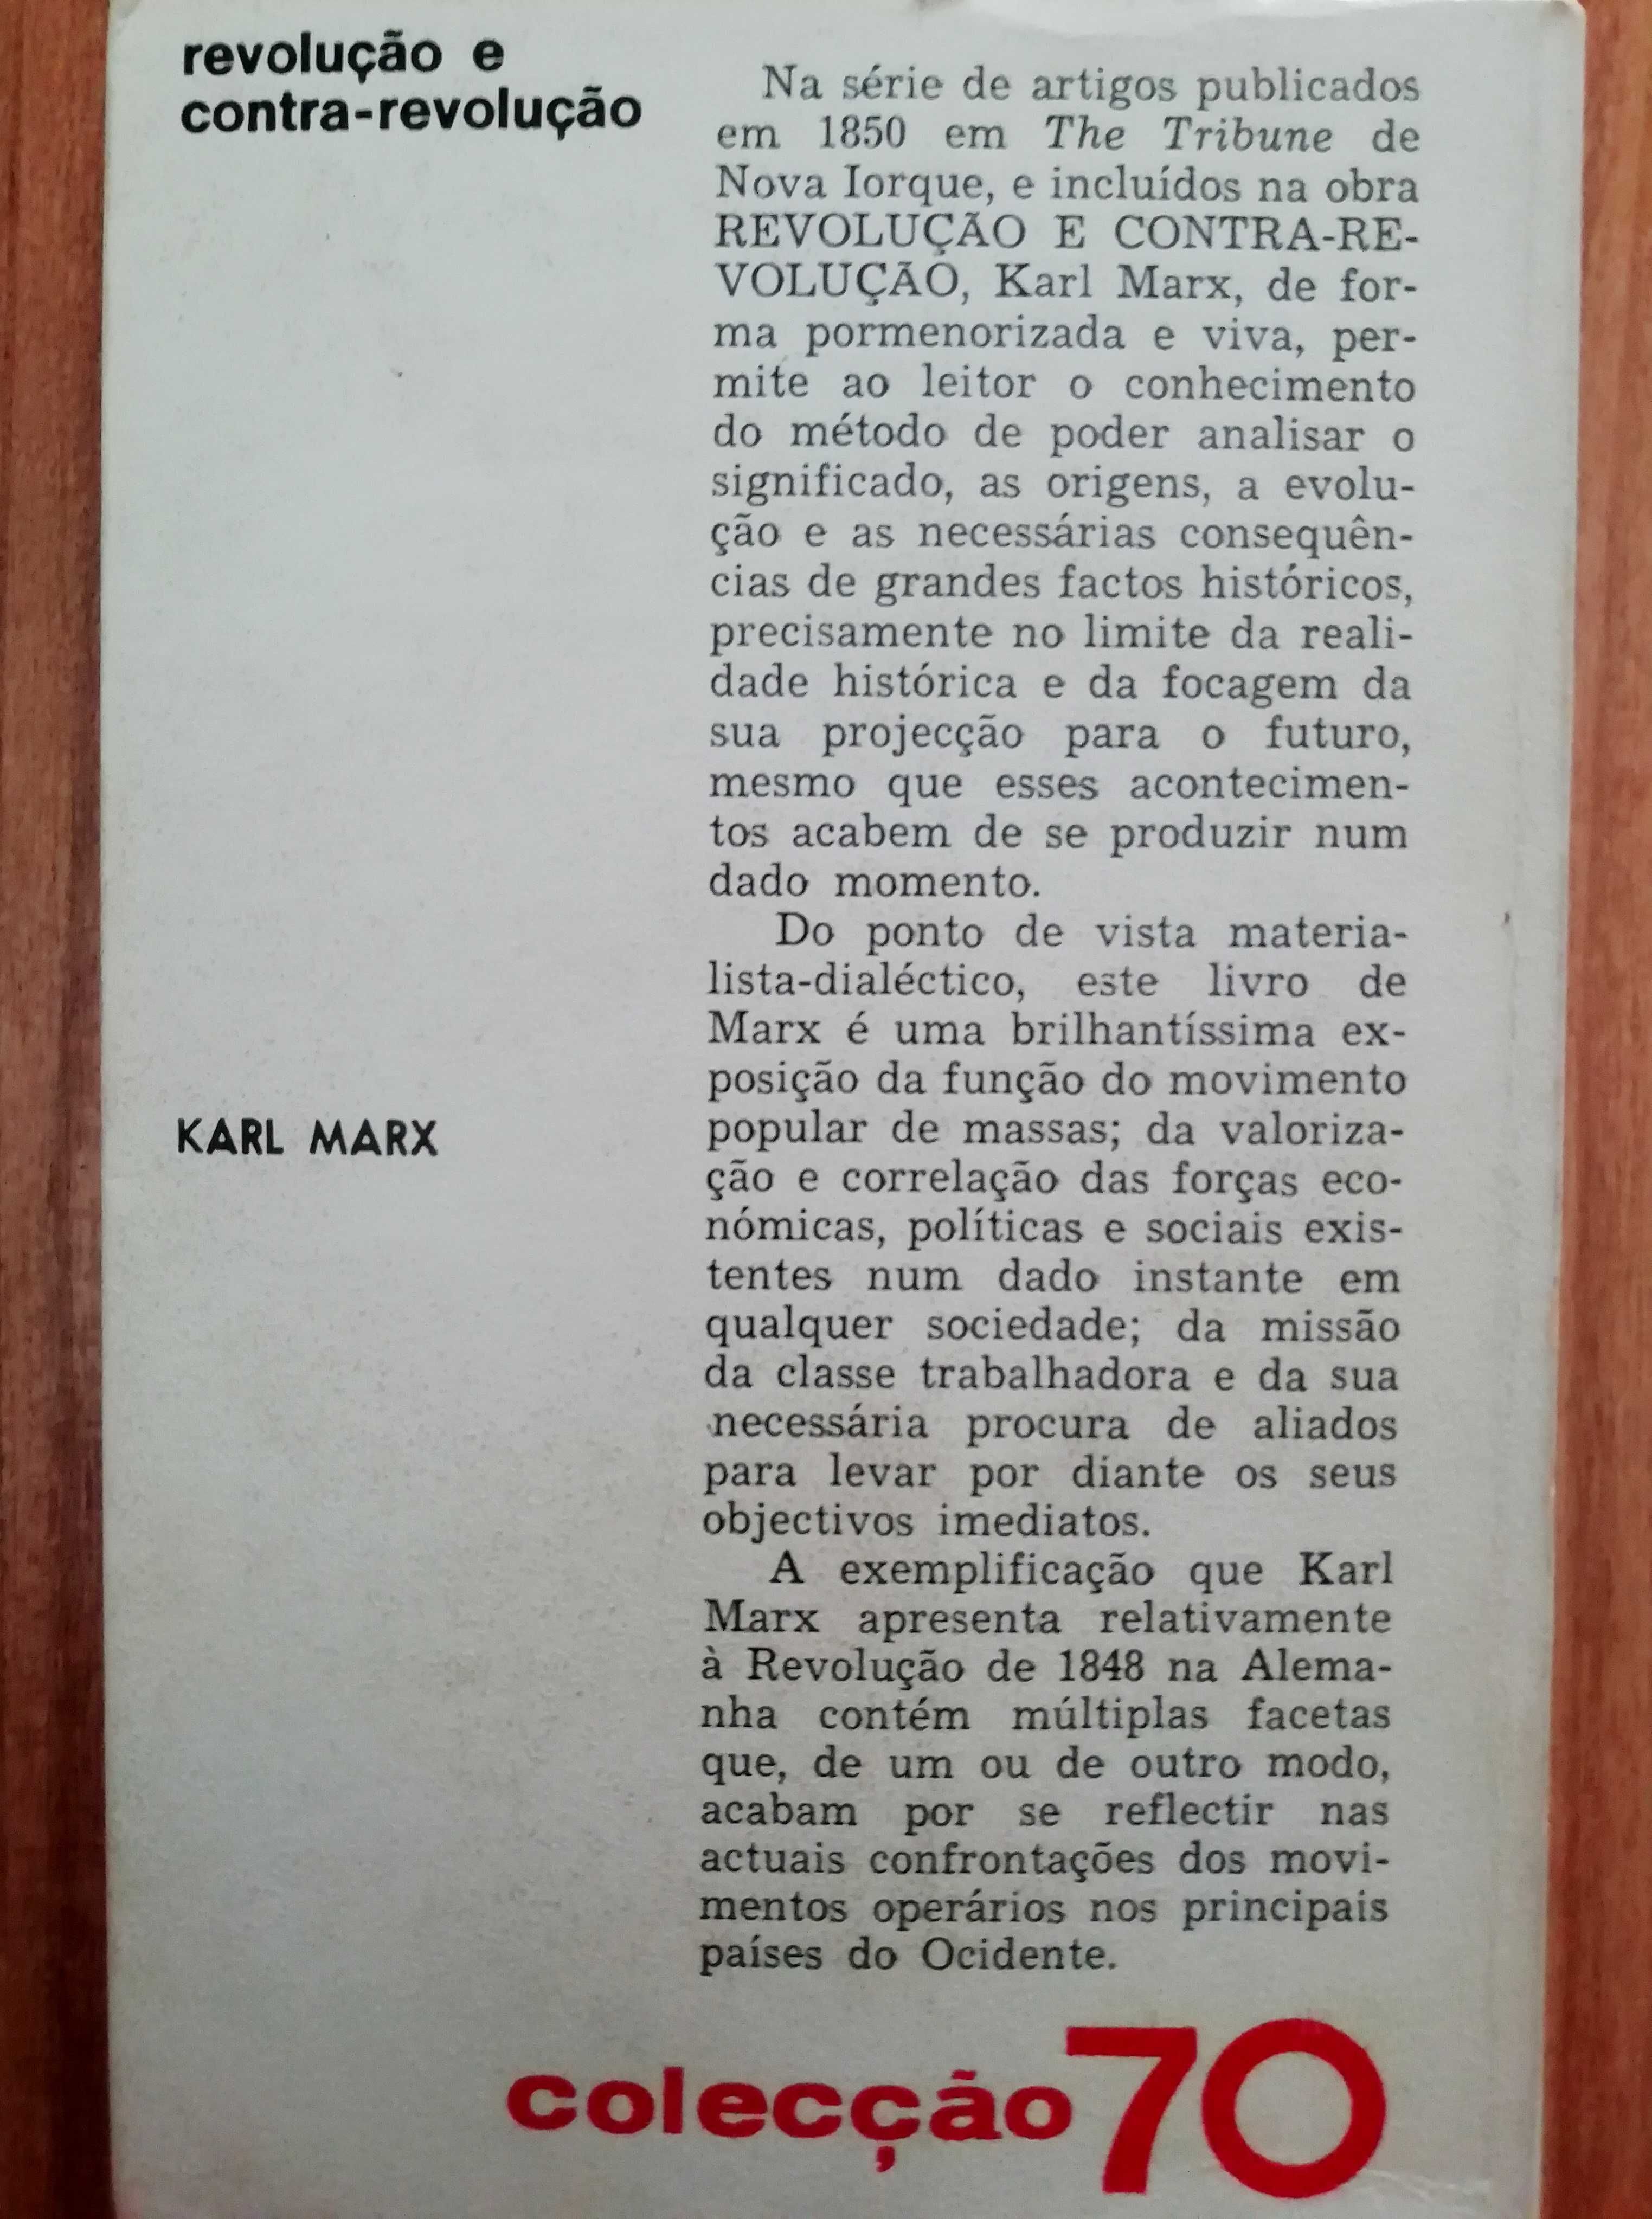 revolução e
contra-revolução
Na série de artigos publicados
em 1850 em The Tribune de
Nova Iorque, e incluídos na obra
REVOLUÇÃO E CONTRA-RE-
VOLUÇÃO, Karl Marx, de for-
ma pormenorizada e viva, per-
mite ao leitor o conhecimento
do método de poder analisar o
significado, as origens, a evolu-
ção e as necessárias consequên-
cias de grandes factos históricos,
precisamente no limite da reali-
dade histórica e da focagem da
sua projecção para o futuro,
mesmo que esses acontecimen-
tos acabem de se produzir num
dado momento.
Do ponto de vista materia-
lista-dialéctico, este livro de
Marx é uma brilhantíssima ex-
posição da função do movimento
popular de massas; da valoriza-
ção e correlação das forças eco-
nómicas, políticas e sociais exis-
tentes num dado instante em
qualquer sociedade; da missão
da classe trabalhadora e da sua
necessária procura de aliados
para levar por diante os seus
objectivos imediatos.
A exemplificação que Karl
Marx apresenta relativamente
à Revolução de 1848 na Alema-
nha contém múltiplas facetas
que, de um ou de outro modo,
acabam por se reflectir nas
actuais confrontações dos movi-
mentos operários nos principais
países do Ocidente.
KARL MARX
colecção 70